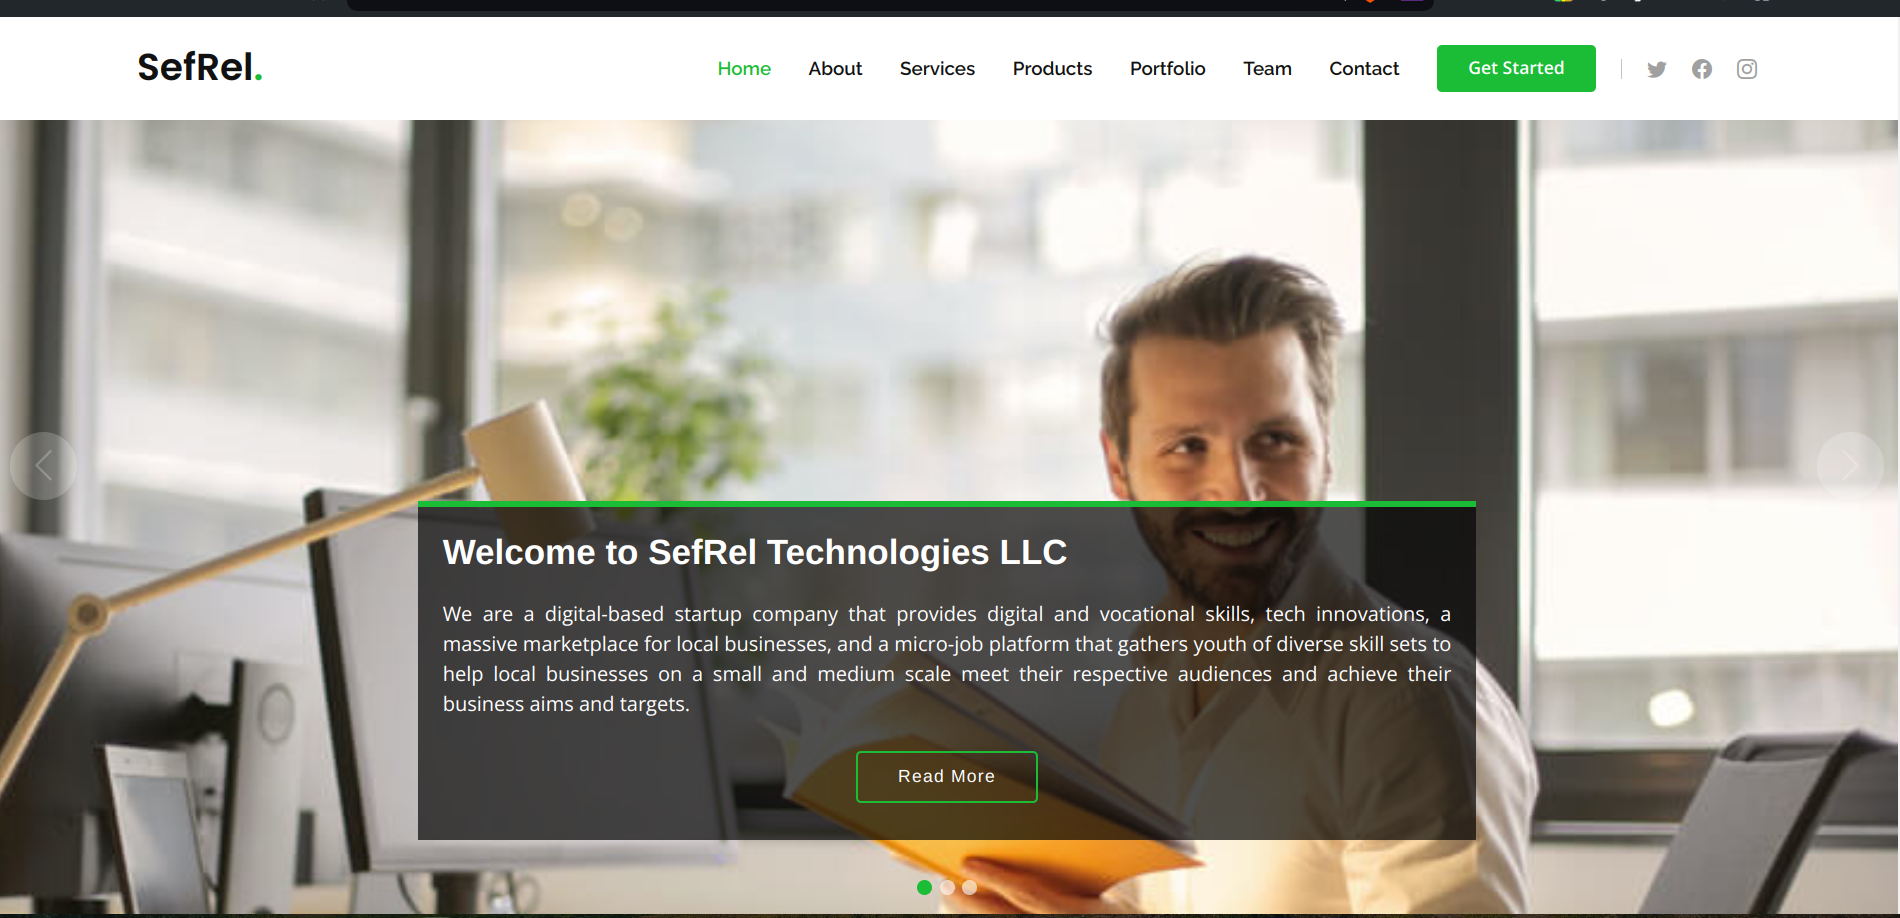 SefRel.
Home About Services Products Portfolio Team Contact Get Started
Welcome to SefRel Technologies LLC
We are a digital-based startup company that provides digital and vocational skills, tech innovations, a
massive marketplace for local businesses, and a micro-job platform that gathers youth of diverse skill sets to
help local businesses on a small and medium scale meet their respective audiences and achieve their
business aims and targets.
Read More